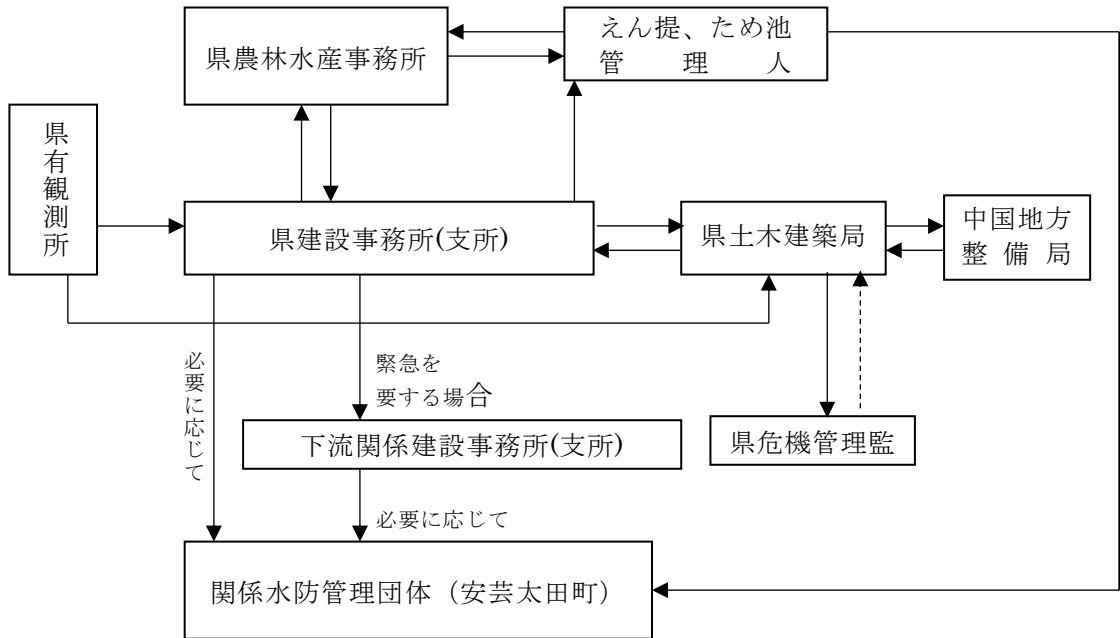 県農林水産事務所
えん提、ため池
管理人
県有観測所
県建設事務所(支所)
県土木建築局
中国地方
整備局
必要に応じて
緊急を
要する場合
下流関係建設事務所(支所)
県危機管理監
必要に応じて
関係水防管理団体（安芸太田町）